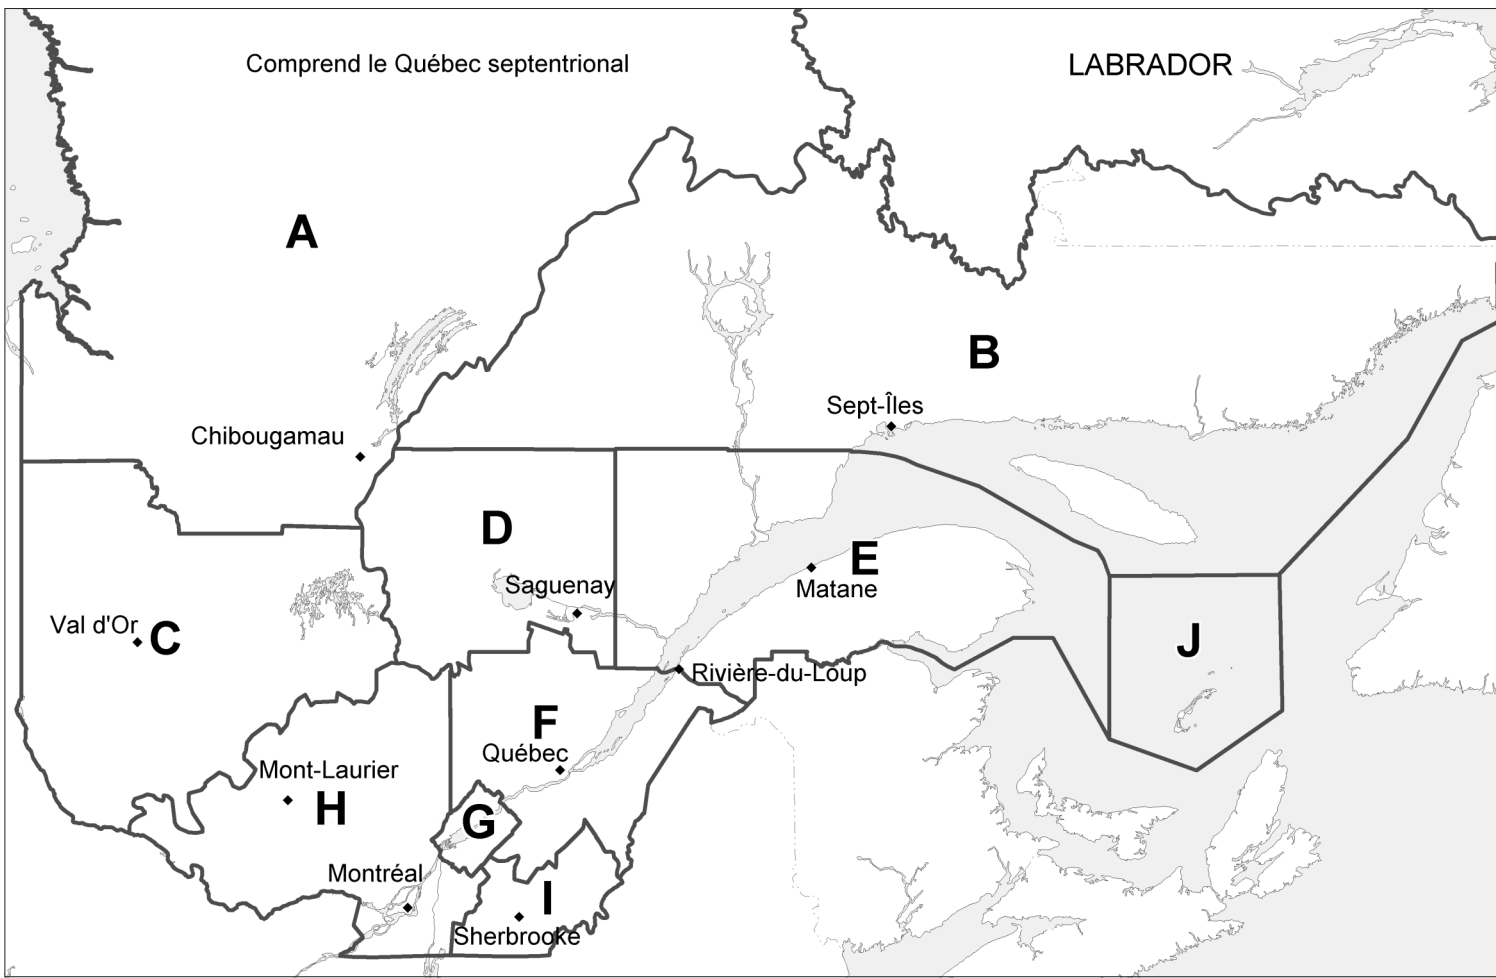 Comprend le Québec septentrional
LABRADOR
A
B
Sept-Îles
Chibougamau
D
E
Saguenay
Matane
Val d'Or
C
J
Rivière-du-Loup
F
Québec
Mont-Laurier
H
G
Montréal
I
Sherbrooke